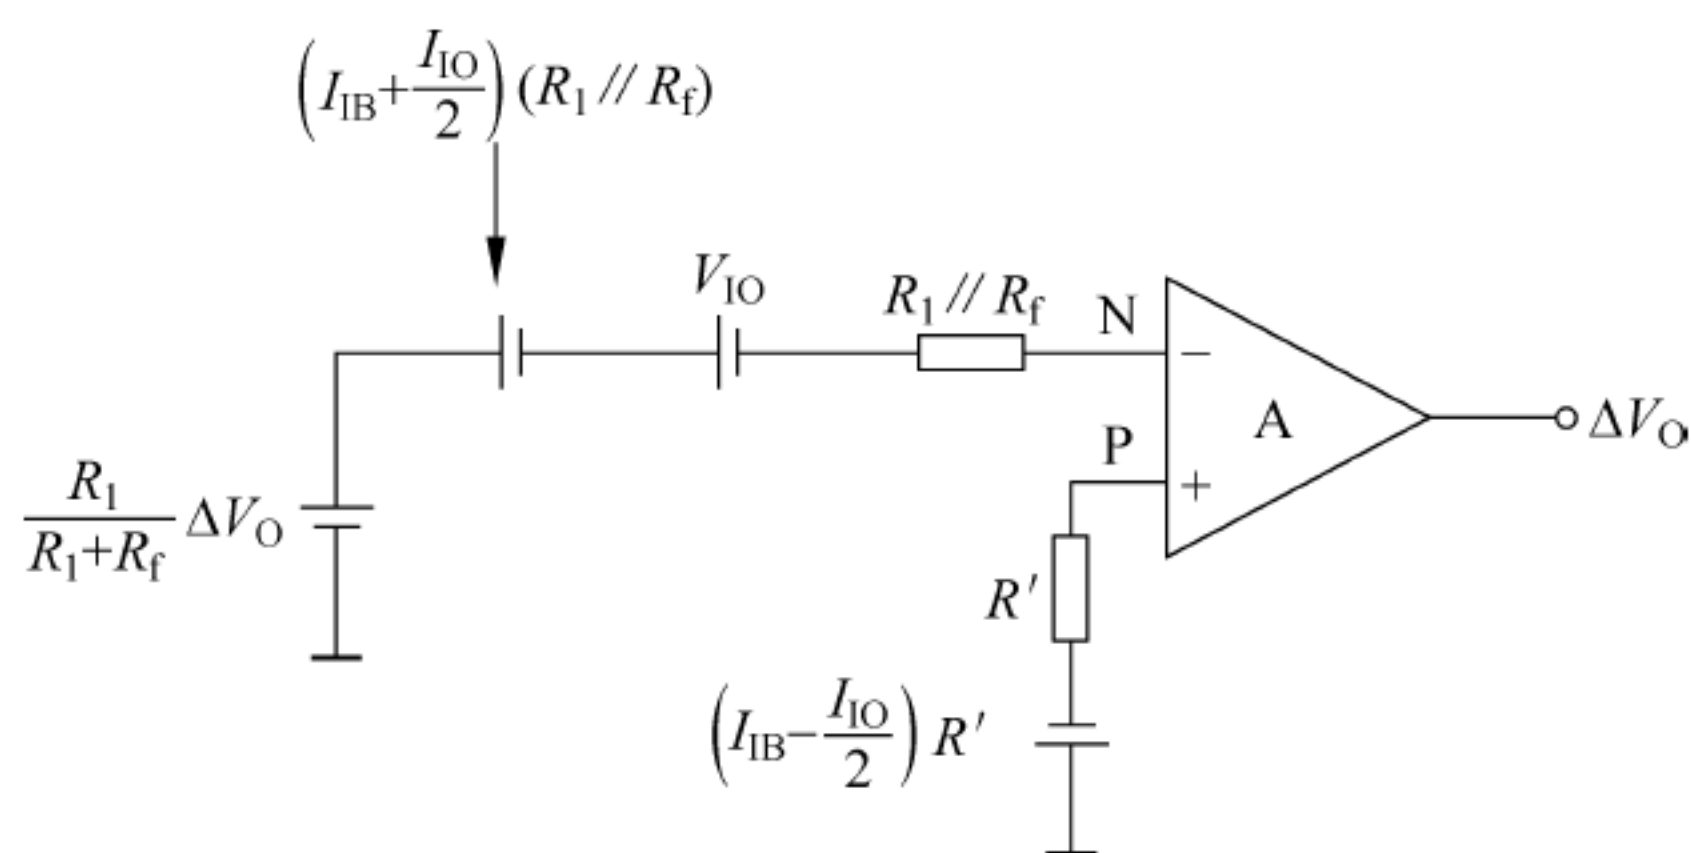 (I_IB+I_IO/2)(R_1//R_f)
V_IO
R_1//R_f
N
−
A
ΔV_O
P
+
R_1/(R_1+R_f) ΔV_O
R′
(I_IB−I_IO/2)R′